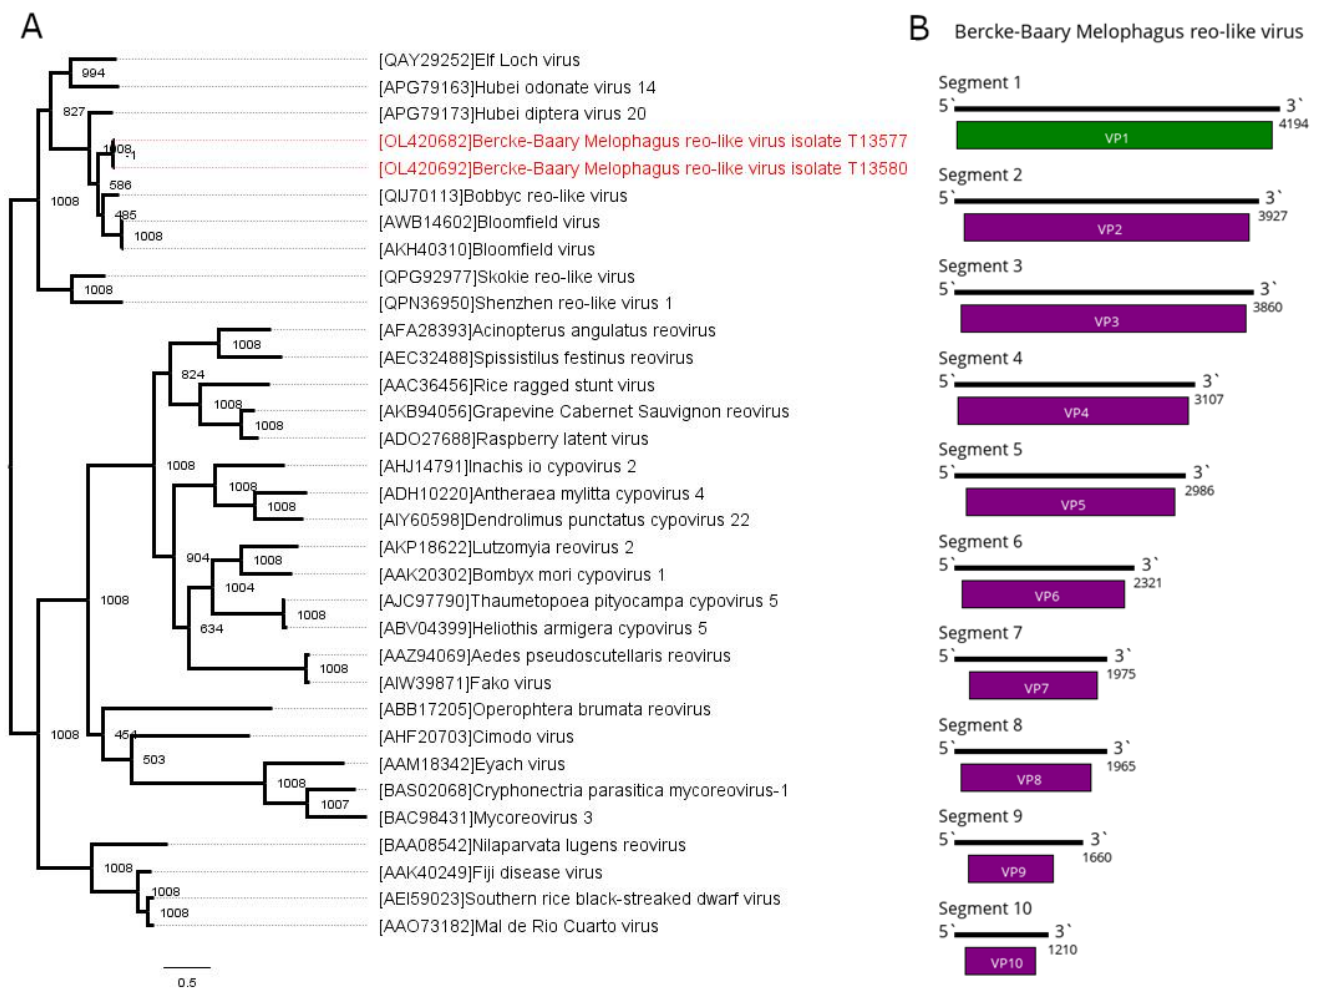 A
994
[QAY29252]Elf Loch virus
[APG79163]Hubei odonate virus 14
827
[APG79173]Hubei diptera virus 20
1008
-1
[OL420682]Bercke-Baary Melophagus reo-like virus isolate T13577
[OL420692]Bercke-Baary Melophagus reo-like virus isolate T13580
586
1008
[QIJ70113]Bobbyc reo-like virus
485
[AWB14602]Bloomfield virus
1008
[AKH40310]Bloomfield virus
[QPG92977]Skokie reo-like virus
1008
[QPN36950]Shenzhen reo-like virus 1
[AFA28393]Acinopterus angulatus reovirus
1008
[AEC32488]Spissistilus festinus reovirus
824
[AAC36456]Rice ragged stunt virus
1008
[AKB94056]Grapevine Cabernet Sauvignon reovirus
1008
[ADO27688]Raspberry latent virus
1008
[AHJ14791]Inachis io cypovirus 2
1008
[ADH10220]Antheraea mylitta cypovirus 4
1008
[AIY60598]Dendrolimus punctatus cypovirus 22
904
[AKP18622]Lutzomyia reovirus 2
1008
[AAK20302]Bombyx mori cypovirus 1
1004
1008
[AJC97790]Thaumetopoea pityocampa cypovirus 5
1008
634
[ABV04399]Heliothis armigera cypovirus 5
[AAZ94069]Aedes pseudoscutellaris reovirus
1008
[AIW39871]Fako virus
[ABB17205]Operophtera brumata reovirus
1008
454
[AHF20703]Cimodo virus
503
[AAM18342]Eyach virus
1008
[BAS02068]Cryphonectria parasitica mycoreovirus-1
1007
[BAC98431]Mycoreovirus 3
[BAA08542]Nilaparvata lugens reovirus
1008
[AAK40249]Fiji disease virus
1008
[AEI59023]Southern rice black-streaked dwarf virus
1008
[AAO73182]Mal de Rio Cuarto virus
0.5
B
Bercke-Baary Melophagus reo-like virus
Segment 1
5` 3`
4194
VP1
Segment 2
5` 3`
3927
VP2
Segment 3
5` 3`
3860
VP3
Segment 4
5` 3`
3107
VP4
Segment 5
5` 3`
2986
VP5
Segment 6
5` 3`
2321
VP6
Segment 7
5` 3`
1975
VP7
Segment 8
5` 3`
1965
VP8
Segment 9
5` 3`
1660
VP9
Segment 10
5` 3`
1210
VP10